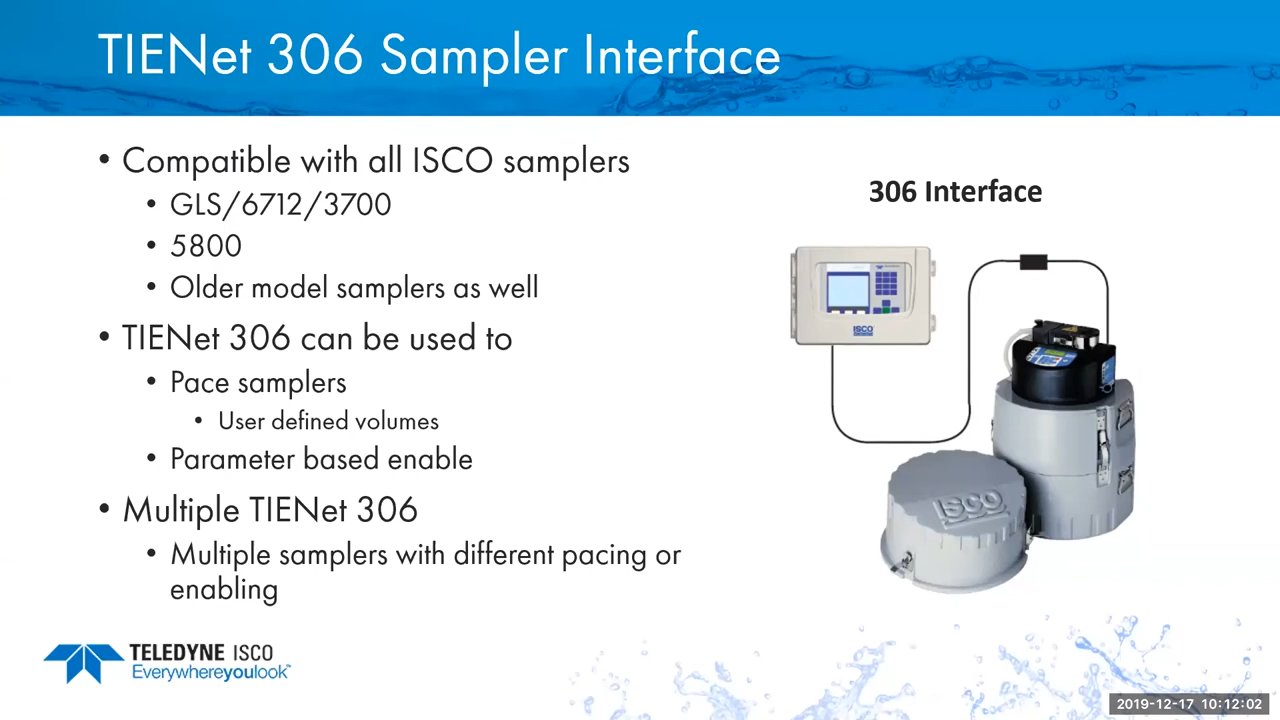 TIENet 306 Sampler Interface
• Compatible with all ISCO samplers
• GLS/6712/3700
• 5800
• Older model samplers as well
• TIENet 306 can be used to
• Pace samplers
• User defined volumes
• Parameter based enable
• Multiple TIENet 306
• Multiple samplers with different pacing or
enabling
306 Interface
ISCO
ISCO
TELEDYNE ISCO
Everywhereyoulook™
2019-12-17 10:12:02